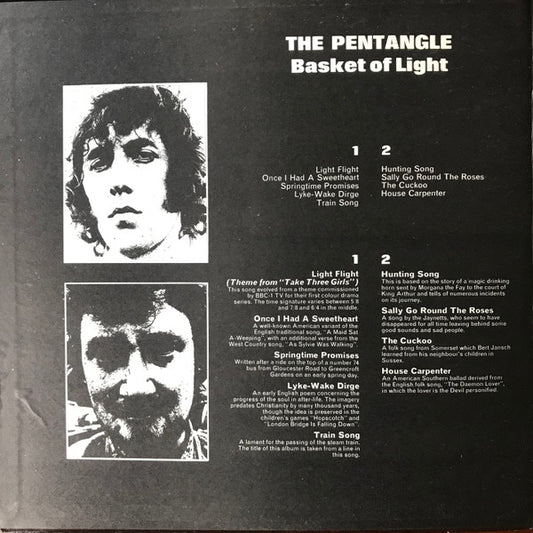 THE PENTANGLE
Basket of Light
1
Light Flight
Once I Had A Sweetheart
Springtime Promises
Lyke-Wake Dirge
Train Song
2
Hunting Song
Sally Go Round The Roses
The Cuckoo
House Carpenter
1
Light Flight
(Theme from "Take Three Girls")
This song evolved from a theme commissioned
by BBC-1 TV for their first colour drama
series. The time signature varies between 5/8
and 7/8 and 6/4 in the middle.
Once I Had A Sweetheart
A well-known American variant of the
English traditional song, "A Maid Sat
A-Weeping", with an additional verse from the
West Country song, "As Sylvie Was Walking".
Springtime Promises
Written after a ride on the top of a number 74
bus from Gloucester Road to Greencroft
Gardens on an early spring day.
Lyke-Wake Dirge
An early English poem concerning the
progress of the soul in after-life. The imagery
predates Christianity by many thousand years,
though the idea is preserved in the
children's games "Hopscotch" and
"London Bridge Is Falling Down".
Train Song
A lament for the passing of the steam train.
The title of this album is taken from a line in
this song.
2
Hunting Song
This is based on the story of a magic drinking
horn sent by Morgana the Fay to the court of
King Arthur and tells of numerous incidents
on its journey.
Sally Go Round The Roses
A song by the Jaynetts, who seem to have
disappeared for all time leaving behind some
good sounds and sad people.
The Cuckoo
A folk song from Somerset which Bert Jansch
learned from his neighbour's children in
Sussex.
House Carpenter
An American Southern ballad derived from
the English folk song, "The Daemon Lover",
in which the lover is the Devil personified.